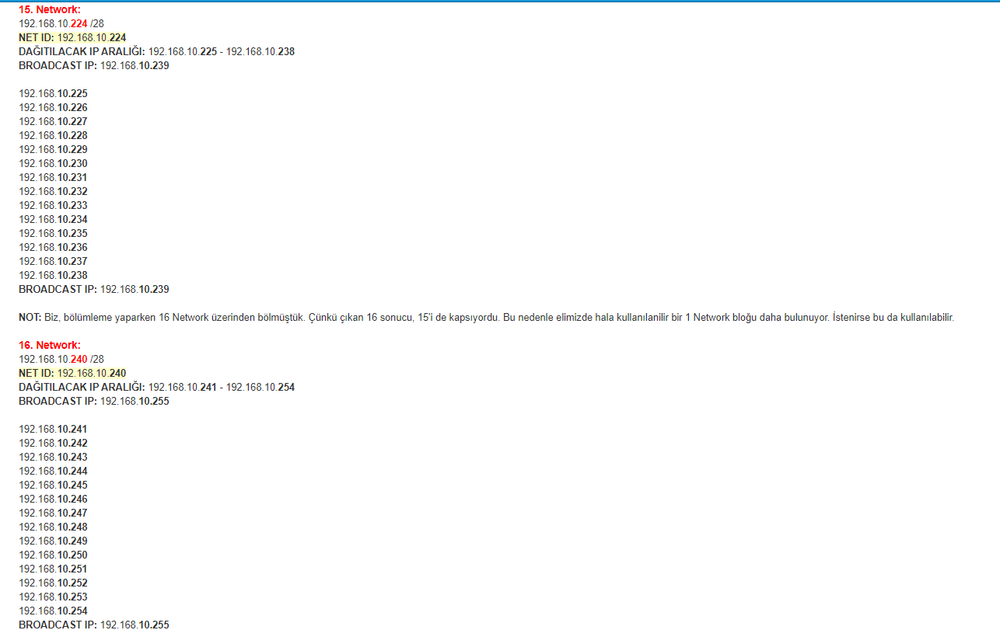 15. Network:
192.168.10.224 /28
NET ID: 192.168.10.224
DAĞITILACAK IP ARALIĞI: 192.168.10.225 - 192.168.10.238
BROADCAST IP: 192.168.10.239
192.168.10.225
192.168.10.226
192.168.10.227
192.168.10.228
192.168.10.229
192.168.10.230
192.168.10.231
192.168.10.232
192.168.10.233
192.168.10.234
192.168.10.235
192.168.10.236
192.168.10.237
192.168.10.238
BROADCAST IP: 192.168.10.239
NOT: Biz, bölümleme yaparken 16 Network üzerinden bölmüştük. Çünkü çıkan 16 sonucu, 15'i de kapsıyordu. Bu nedenle elimizde hala kullanılanilir bir 1 Network bloğu daha bulunuyor. İstenirse bu da kullanılabilir.
16. Network:
192.168.10.240 /28
NET ID: 192.168.10.240
DAĞITILACAK IP ARALIĞI: 192.168.10.241 - 192.168.10.254
BROADCAST IP: 192.168.10.255
192.168.10.241
192.168.10.242
192.168.10.243
192.168.10.244
192.168.10.245
192.168.10.246
192.168.10.247
192.168.10.248
192.168.10.249
192.168.10.250
192.168.10.251
192.168.10.252
192.168.10.253
192.168.10.254
BROADCAST IP: 192.168.10.255